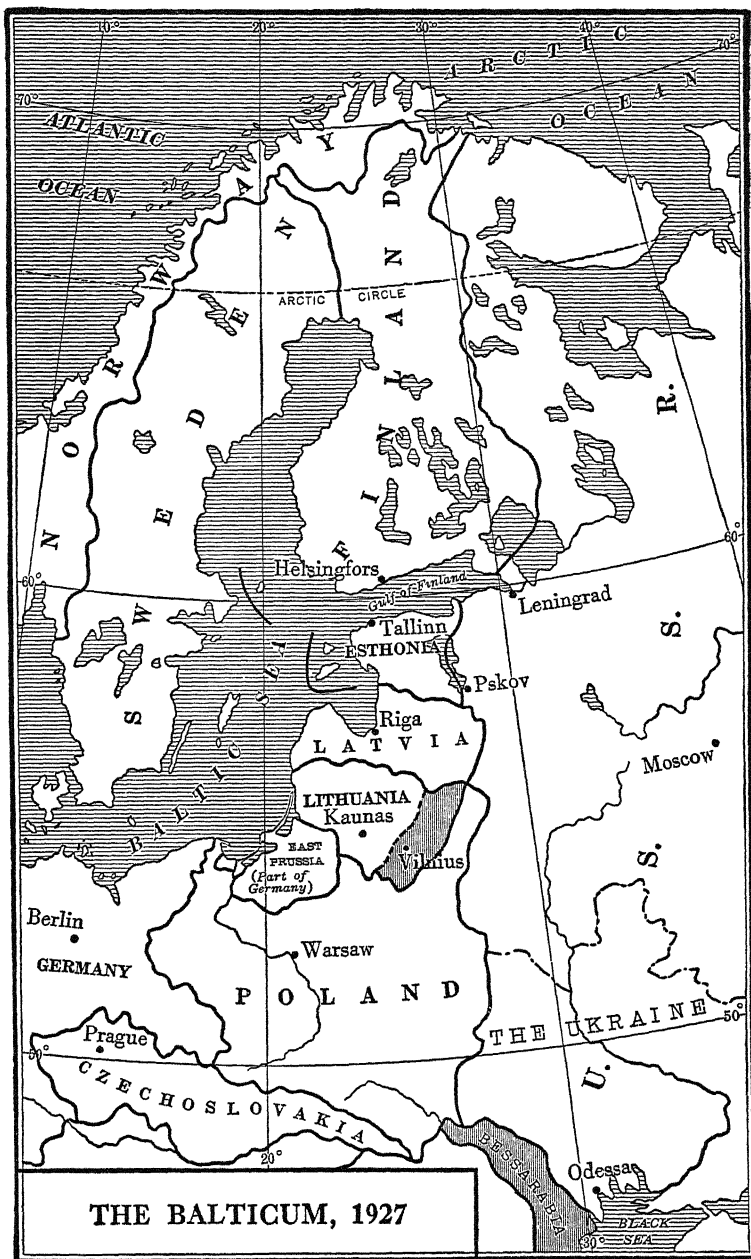 10°
20°
30°
40°
70°
ARCTIC
OCEAN
70°
ATLANTIC
OCEAN
NORWAY
SWEDEN
FINLAND
ARCTIC CIRCLE
U. S. S. R.
60°
60°
Helsingfors
Gulf of Finland
Leningrad
Tallinn
ESTHONIA
Pskov
BALTIC SEA
Riga
LATVIA
Moscow
LITHUANIA
Kaunas
Vilnius
EAST
PRUSSIA
(Part of
Germany)
Berlin
GERMANY
Warsaw
POLAND
THE UKRAINE
50°
50°
Prague
CZECHOSLOVAKIA
BESSARABIA
Odessa
BLACK
SEA
20°
30°
THE BALTICUM, 1927